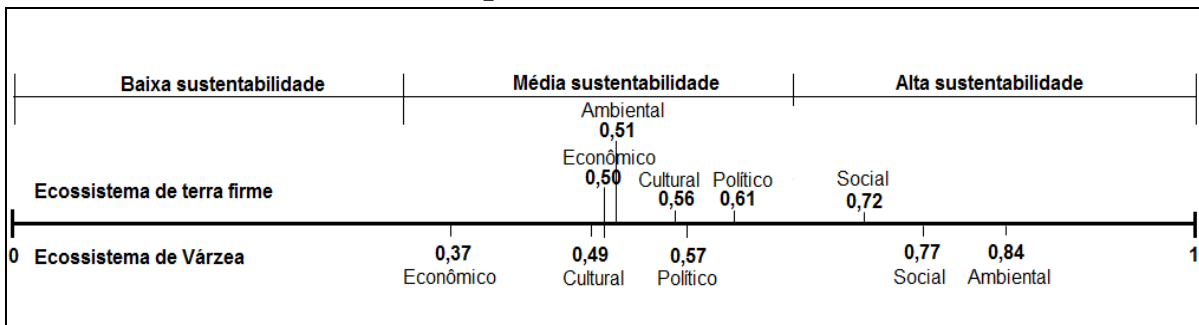 Baixa sustentabilidade Média sustentabilidade Alta sustentabilidade
Ambiental
0,51
Econômico
0,50
Ecossistema de terra firme
Cultural Político Social
0,56 0,61 0,72
0 Ecossistema de Várzea 1
0,37 0,49 0,57 0,77 0,84
Econômico Cultural Político Social Ambiental